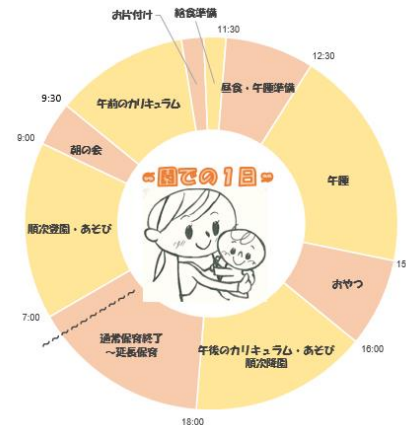 お片付け
給食準備
11:30
昼食・午睡準備
12:30
午睡
15
おやつ
16:00
午後のカリキュラム・あそび
順次降園
18:00
通常保育終了
～延長保育
7:00
順次登園・あそび
9:00
朝の会
9:30
午前のカリキュラム
~園での1日~